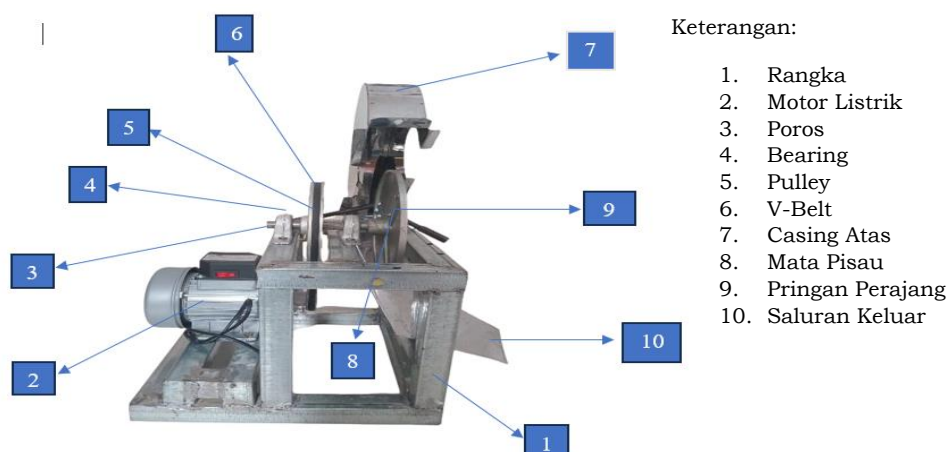 6
7
5
4
3
2
9
10
8
1
Keterangan:
1. Rangka
2. Motor Listrik
3. Poros
4. Bearing
5. Pulley
6. V-Belt
7. Casing Atas
8. Mata Pisau
9. Pringan Perajang
10. Saluran Keluar